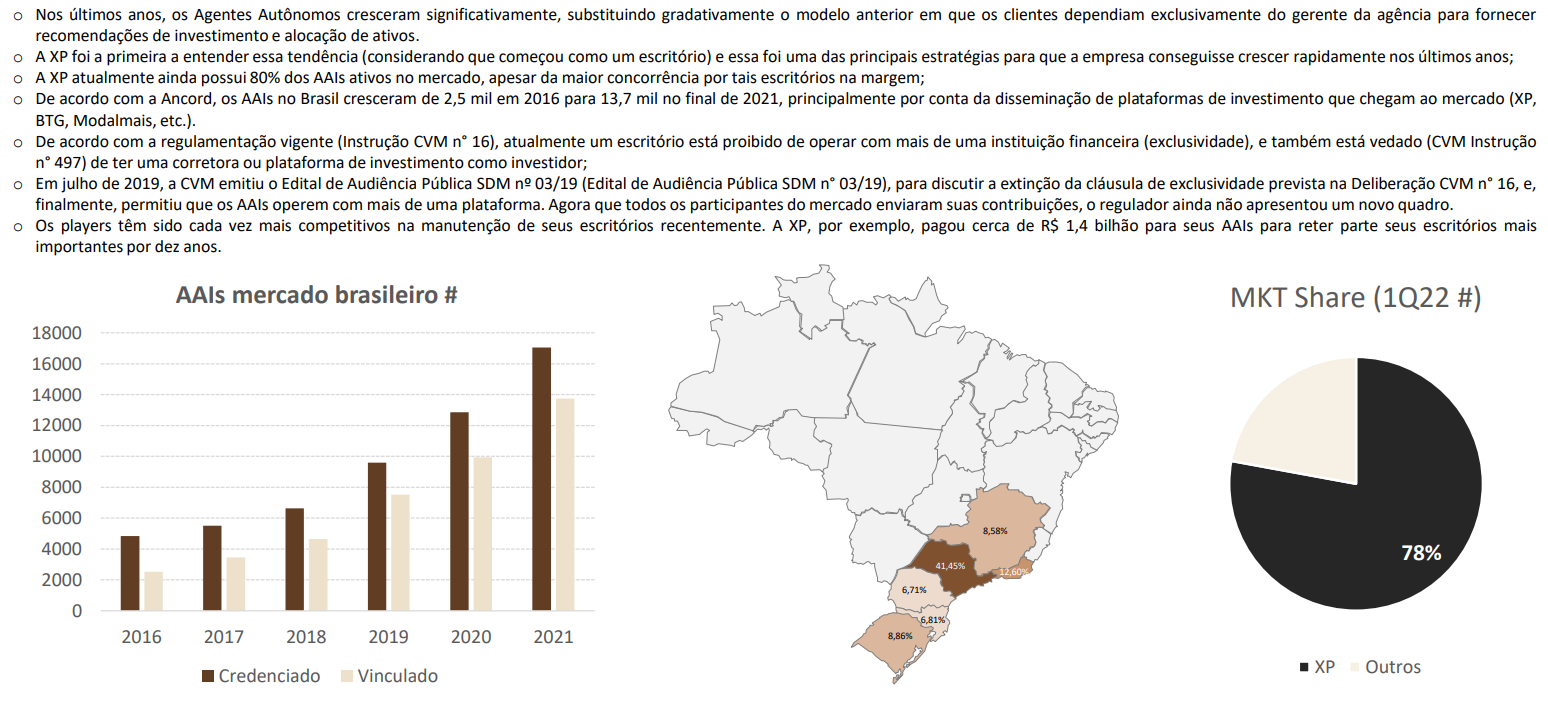 o Nos últimos anos, os Agentes Autônomos cresceram significativamente, substituindo gradativamente o modelo anterior em que os clientes dependiam exclusivamente do gerente da agência para fornecer
recomendações de investimento e alocação de ativos.
o A XP foi a primeira a entender essa tendência (considerando que começou como um escritório) e essa foi uma das principais estratégias para que a empresa conseguisse crescer rapidamente nos últimos anos;
o A XP atualmente ainda possui 80% dos AAIs ativos no mercado, apesar da maior concorrência por tais escritórios na margem;
o De acordo com a Ancord, os AAIs no Brasil cresceram de 2,5 mil em 2016 para 13,7 mil no final de 2021, principalmente por conta da disseminação de plataformas de investimento que chegam ao mercado (XP,
BTG, Modalmais, etc.).
o De acordo com a regulamentação vigente (Instrução CVM n° 16), atualmente um escritório está proibido de operar com mais de uma instituição financeira (exclusividade), e também está vedado (CVM Instrução
n° 497) de ter uma corretora ou plataforma de investimento como investidor;
o Em julho de 2019, a CVM emitiu o Edital de Audiência Pública SDM nº 03/19 (Edital de Audiência Pública SDM n° 03/19), para discutir a extinção da cláusula de exclusividade prevista na Deliberação CVM n° 16, e,
finalmente, permitiu que os AAIs operem com mais de uma plataforma. Agora que todos os participantes do mercado enviaram suas contribuições, o regulador ainda não apresentou um novo quadro.
o Os players têm sido cada vez mais competitivos na manutenção de seus escritórios recentemente. A XP, por exemplo, pagou cerca de R$ 1,4 bilhão para seus AAIs para reter parte seus escritórios mais
importantes por dez anos.
AAIs mercado brasileiro #
18000
16000
14000
12000
10000
8000
6000
4000
2000
0
2016 2017 2018 2019 2020 2021
Credenciado Vinculado
8,58%
41,45%
12,60%
6,71%
6,81%
8,86%
MKT Share (1Q22 #)
78%
XP Outros